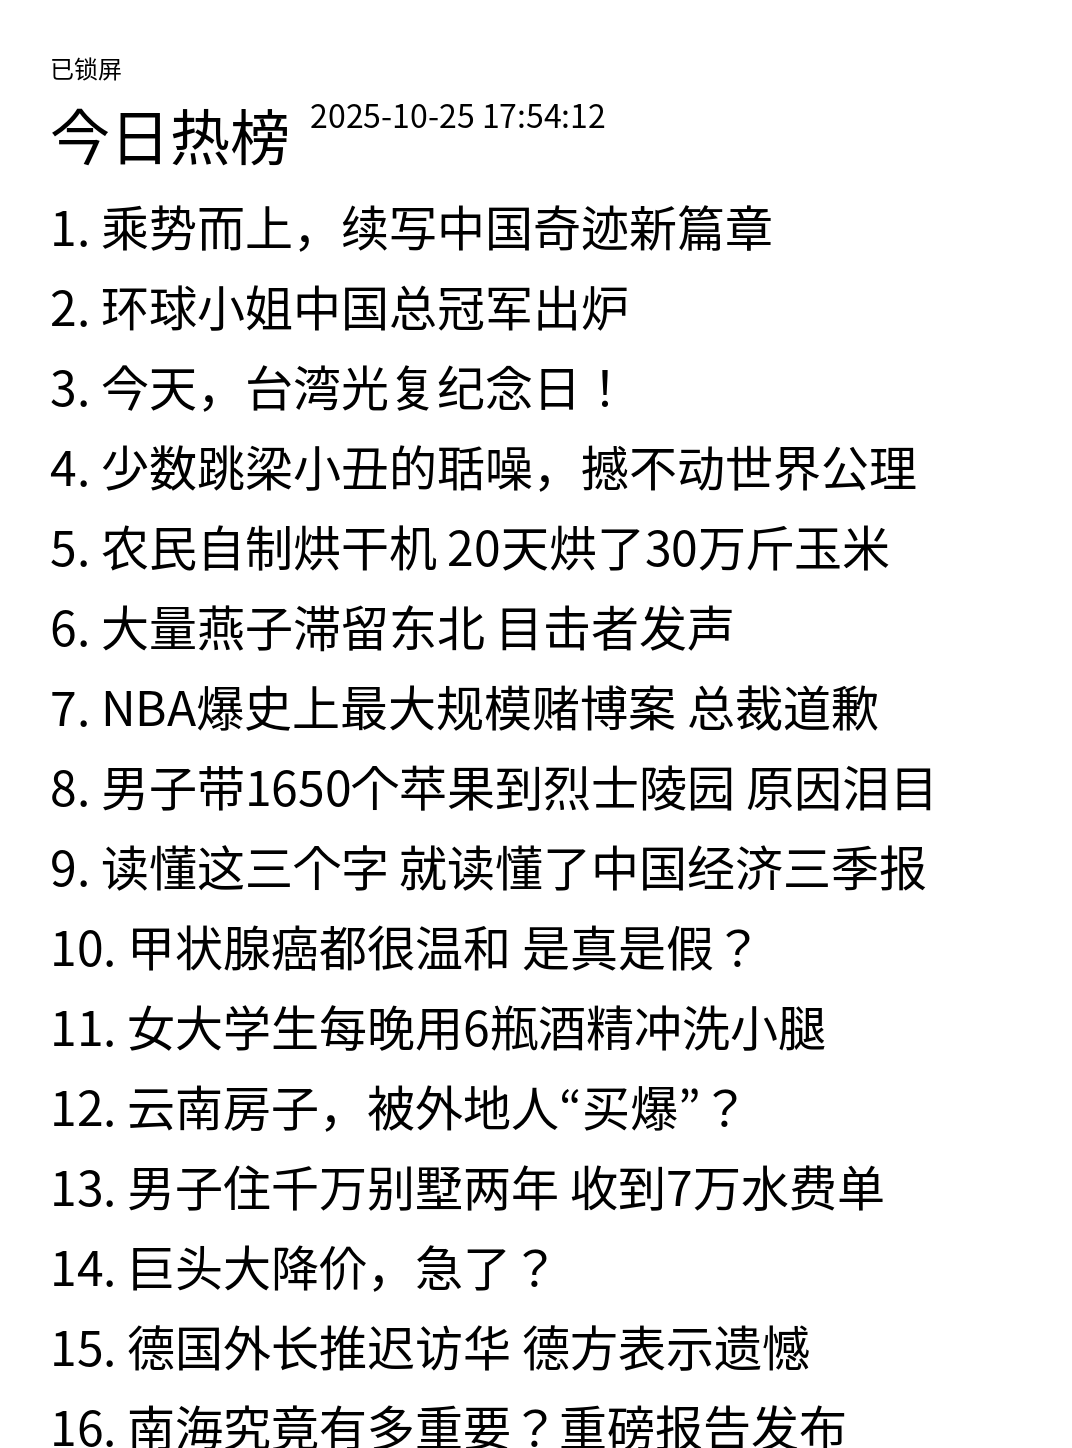 已锁屏
今日热榜 2025-10-25 17:54:12
1. 乘势而上，续写中国奇迹新篇章
2. 环球小姐中国总冠军出炉
3. 今天，台湾光复纪念日！
4. 少数跳梁小丑的聒噪，撼不动世界公理
5. 农民自制烘干机 20天烘了30万斤玉米
6. 大量燕子滞留东北 目击者发声
7. NBA爆史上最大规模赌博案 总裁道歉
8. 男子带1650个苹果到烈士陵园 原因泪目
9. 读懂这三个字 就读懂了中国经济三季报
10. 甲状腺癌都很温和 是真是假？
11. 女大学生每晚用6瓶酒精冲洗小腿
12. 云南房子，被外地人“买爆”？
13. 男子住千万别墅两年 收到7万水费单
14. 巨头大降价，急了？
15. 德国外长推迟访华 德方表示遗憾
16. 南海究竟有多重要？重磅报告发布